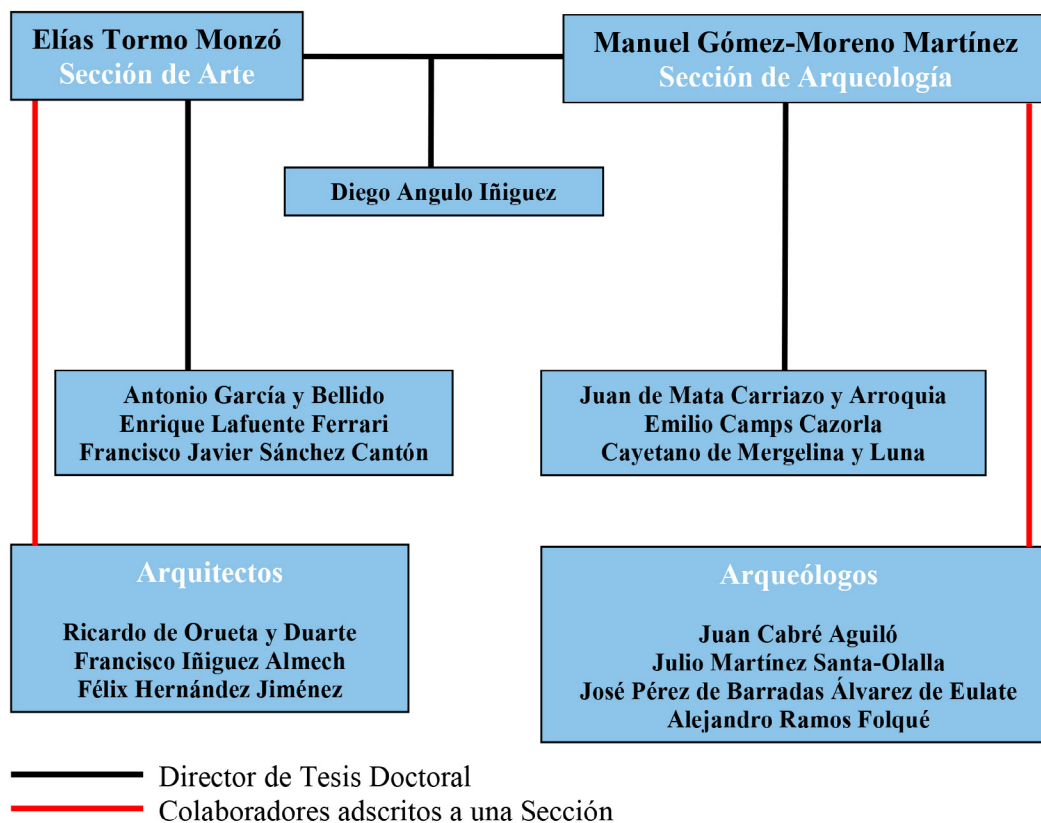 Elías Tormo Monzó
Sección de Arte
Manuel Gómez-Moreno Martínez
Sección de Arqueología
Diego Angulo Iñiguez
Antonio García y Bellido
Enrique Lafuente Ferrari
Francisco Javier Sánchez Cantón
Juan de Mata Carriazo y Arroquia
Emilio Camps Cazorla
Cayetano de Mergelina y Luna
Arquitectos
Ricardo de Orueta y Duarte
Francisco Iñiguez Almech
Félix Hernández Jiménez
Arqueólogos
Juan Cabré Aguiló
Julio Martínez Santa-Olalla
José Pérez de Barradas Álvarez de Eulate
Alejandro Ramos Folqué
Director de Tesis Doctoral
Colaboradores adscritos a una Sección